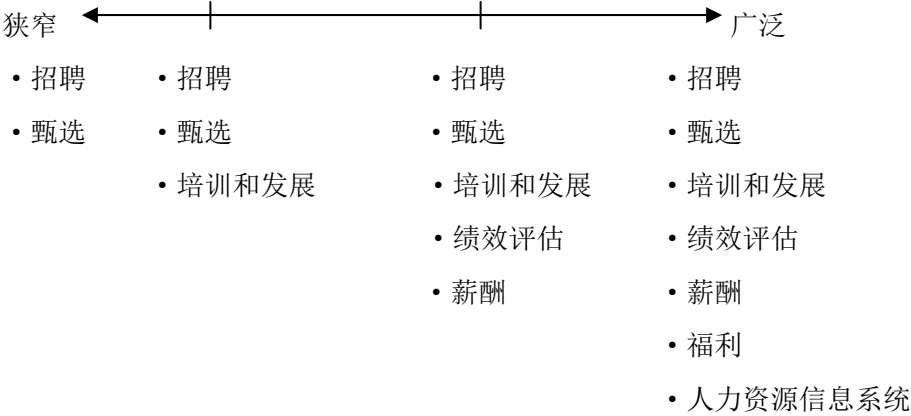 狭窄 广泛
·招聘 ·招聘 ·招聘 ·招聘
·甄选 ·甄选 ·甄选 ·甄选
·培训和发展 ·培训和发展 ·培训和发展
·绩效评估 ·绩效评估
·薪酬 ·薪酬
·福利
·人力资源信息系统